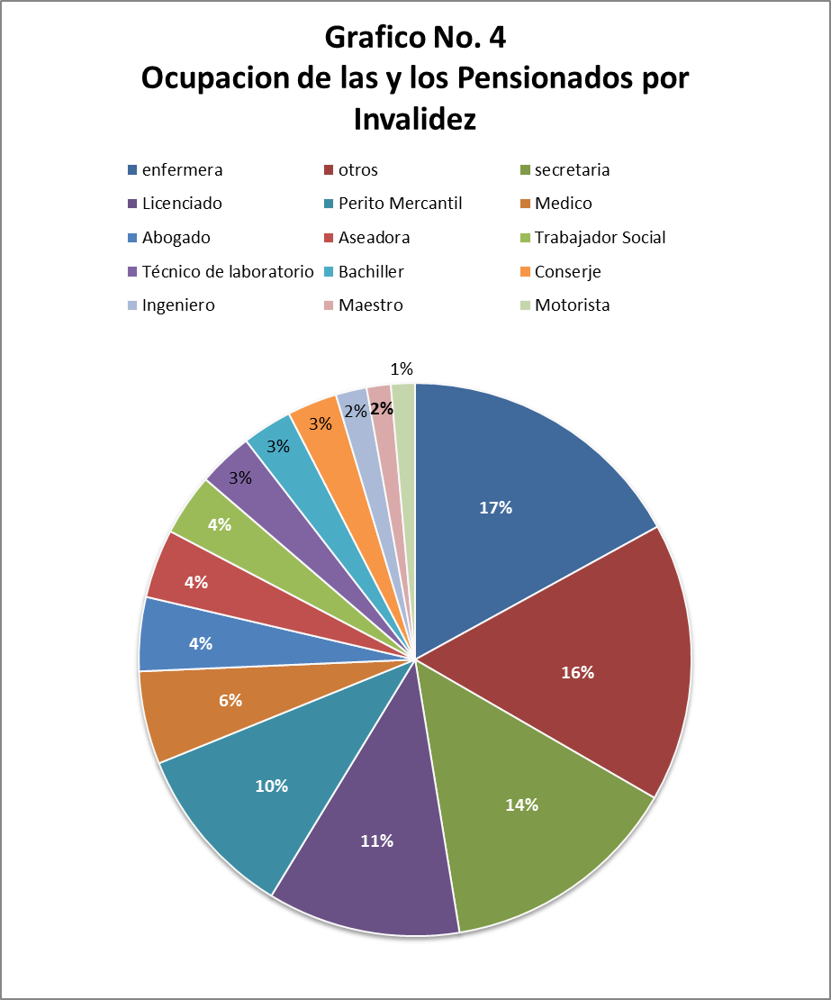 Grafico No. 4
Ocupacion de las y los Pensionados por
Invalidez
enfermera otros secretaria
Licenciado Perito Mercantil Medico
Abogado Aseadora Trabajador Social
Técnico de laboratorio Bachiller Conserje
Ingeniero Maestro Motorista
1%
2%
2%
3%
3%
3%
17%
4%
4%
4%
16%
6%
10%
14%
11%